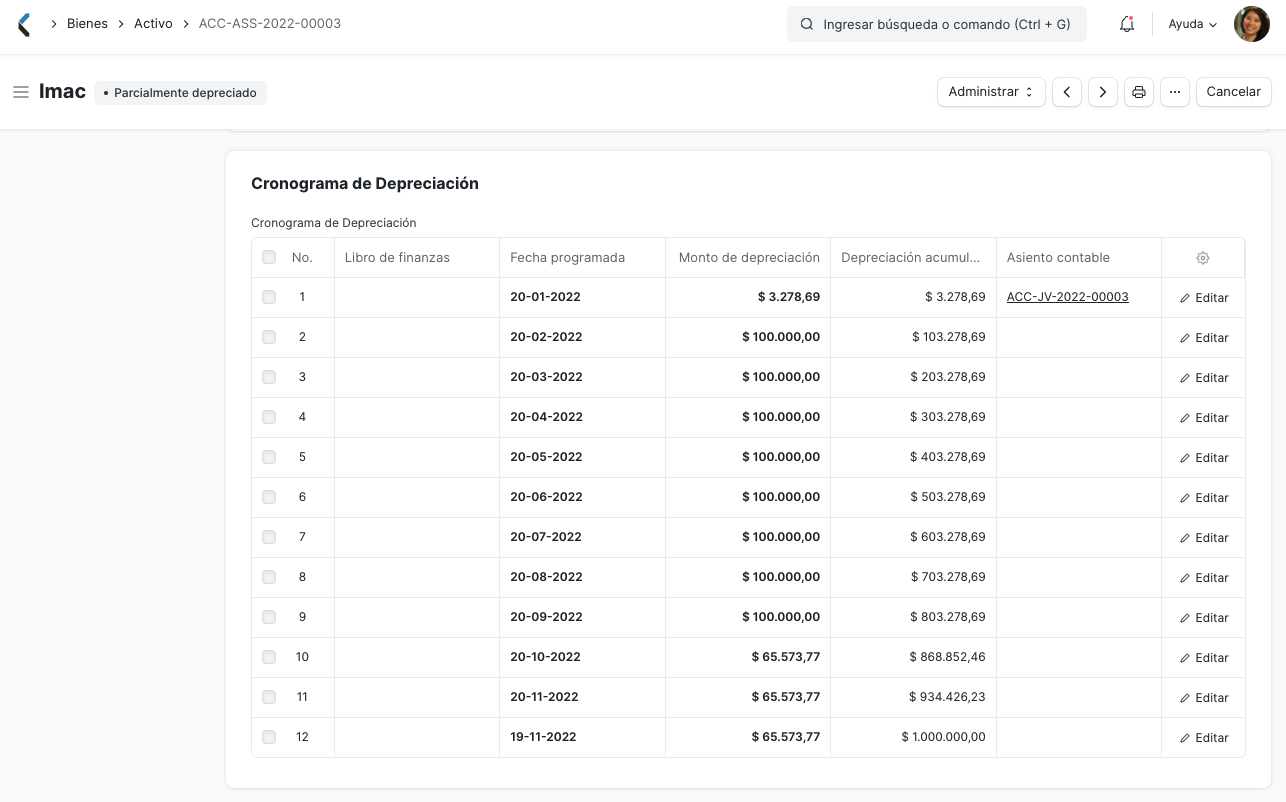 Bienes
Activo
ACC-ASS-2022-00003
Ingresar búsqueda o comando (Ctrl + G)
Ayuda
Imac
• Parcialmente depreciado
Administrar
...
Cancelar
Cronograma de Depreciación
Cronograma de Depreciación
No. Libro de finanzas Fecha programada Monto de depreciación Depreciación acumul... Asiento contable
1 20-01-2022 $ 3.278,69 $ 3.278,69 ACC-JV-2022-00003 Editar
2 20-02-2022 $ 100.000,00 $ 103.278,69 Editar
3 20-03-2022 $ 100.000,00 $ 203.278,69 Editar
4 20-04-2022 $ 100.000,00 $ 303.278,69 Editar
5 20-05-2022 $ 100.000,00 $ 403.278,69 Editar
6 20-06-2022 $ 100.000,00 $ 503.278,69 Editar
7 20-07-2022 $ 100.000,00 $ 603.278,69 Editar
8 20-08-2022 $ 100.000,00 $ 703.278,69 Editar
9 20-09-2022 $ 100.000,00 $ 803.278,69 Editar
10 20-10-2022 $ 65.573,77 $ 868.852,46 Editar
11 20-11-2022 $ 65.573,77 $ 934.426,23 Editar
12 19-11-2022 $ 65.573,77 $ 1.000.000,00 Editar